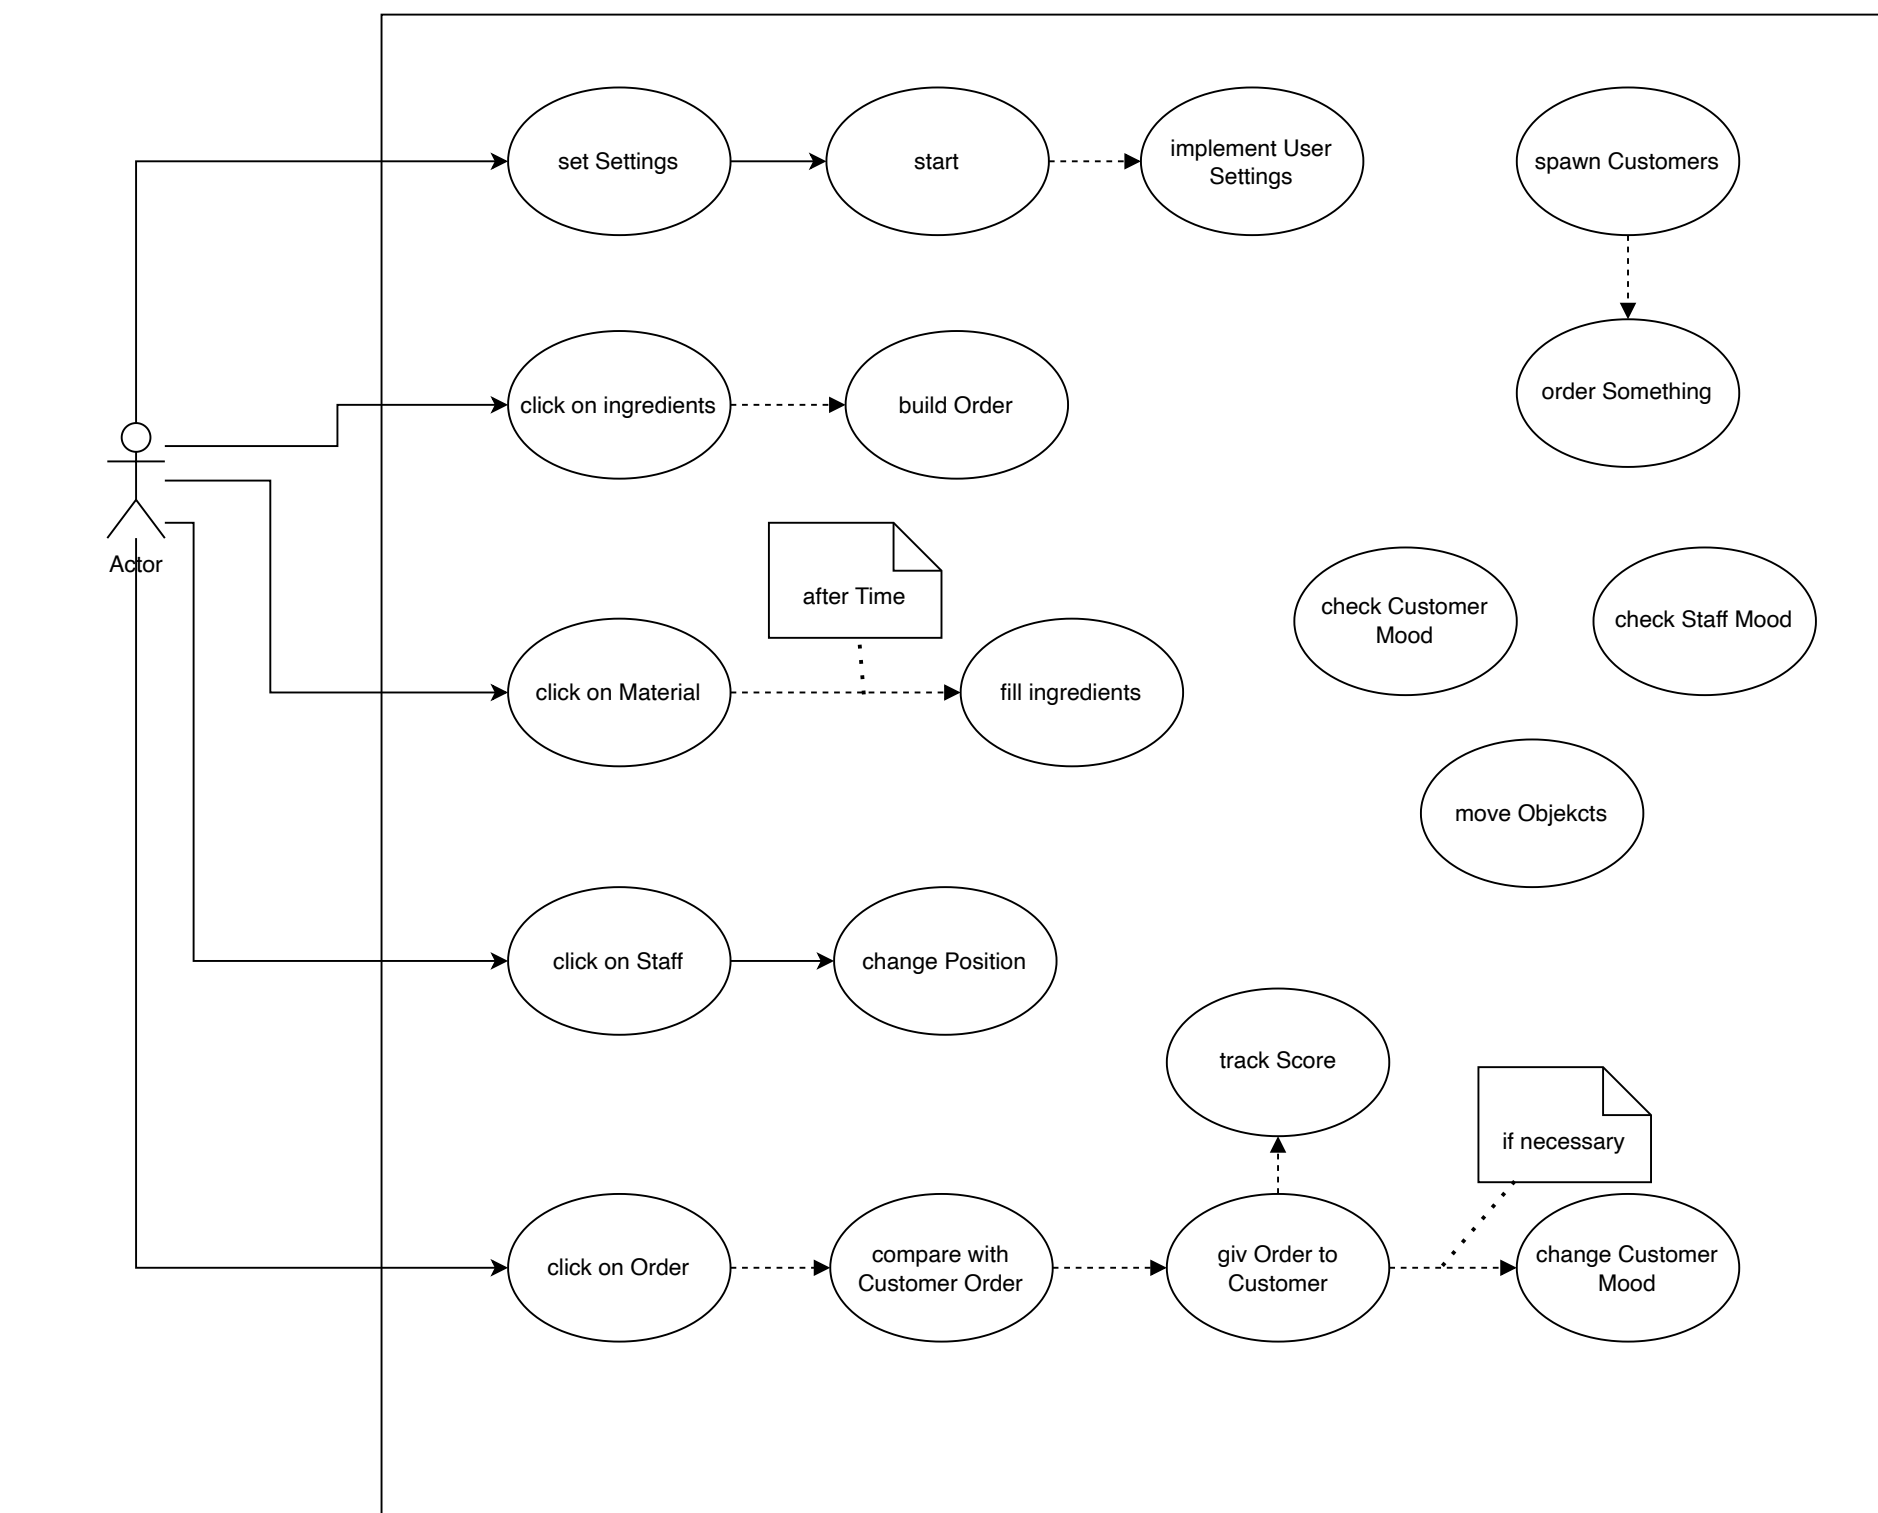 set Settings
start
implement User
Settings
spawn Customers
click on ingredients
build Order
order Something
Actor
after Time
check Customer
Mood
check Staff Mood
click on Material
fill ingredients
move Objekcts
click on Staff
change Position
track Score
if necessary
click on Order
compare with
Customer Order
giv Order to
Customer
change Customer
Mood